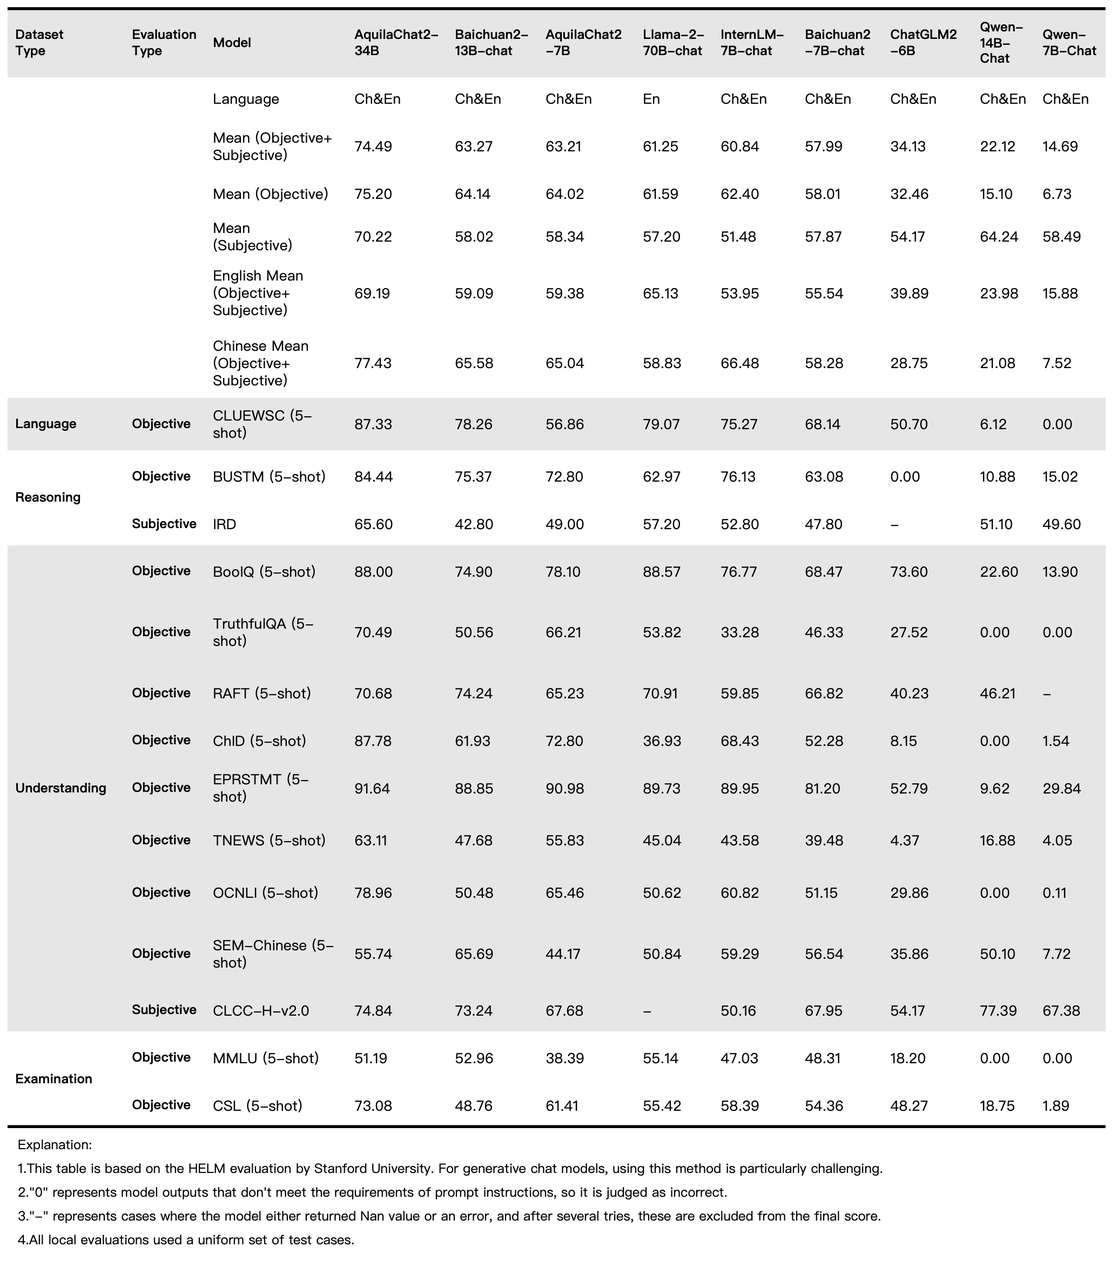 Dataset Type Evaluation Type Model AquilaChat2-34B Baichuan2-13B-chat AquilaChat2-7B Llama-2-70B-chat InternLM-7B-chat Baichuan2-7B-chat ChatGLM2-6B Qwen-14B-Chat Qwen-7B-Chat
Language Ch&En Ch&En Ch&En En Ch&En Ch&En Ch&En Ch&En Ch&En
Mean (Objective+ Subjective) 74.49 63.27 63.21 61.25 60.84 57.99 34.13 22.12 14.69
Mean (Objective) 75.20 64.14 64.02 61.59 62.40 58.01 32.46 15.10 6.73
Mean (Subjective) 70.22 58.02 58.34 57.20 51.48 57.87 54.17 64.24 58.49
English Mean (Objective+ Subjective) 69.19 59.09 59.38 65.13 53.95 55.54 39.89 23.98 15.88
Chinese Mean (Objective+ Subjective) 77.43 65.58 65.04 58.83 66.48 58.28 28.75 21.08 7.52
Language Objective CLUEWSC (5-shot) 87.33 78.26 56.86 79.07 75.27 68.14 50.70 6.12 0.00
Reasoning Objective BUSTM (5-shot) 84.44 75.37 72.80 62.97 76.13 63.08 0.00 10.88 15.02
Subjective IRD 65.60 42.80 49.00 57.20 52.80 47.80 - 51.10 49.60
Understanding Objective BoolQ (5-shot) 88.00 74.90 78.10 88.57 76.77 68.47 73.60 22.60 13.90
Objective TruthfulQA (5-shot) 70.49 50.56 66.21 53.82 33.28 46.33 27.52 0.00 0.00
Objective RAFT (5-shot) 70.68 74.24 65.23 70.91 59.85 66.82 40.23 46.21 -
Objective ChID (5-shot) 87.78 61.93 72.80 36.93 68.43 52.28 8.15 0.00 1.54
Objective EPRSTMT (5-shot) 91.64 88.85 90.98 89.73 89.95 81.20 52.79 9.62 29.84
Objective TNEWS (5-shot) 63.11 47.68 55.83 45.04 43.58 39.48 4.37 16.88 4.05
Objective OCNLI (5-shot) 78.96 50.48 65.46 50.62 60.82 51.15 29.86 0.00 0.11
Objective SEM-Chinese (5-shot) 55.74 65.69 44.17 50.84 59.29 56.54 35.86 50.10 7.72
Subjective CLCC-H-v2.0 74.84 73.24 67.68 - 50.16 67.95 54.17 77.39 67.38
Examination Objective MMLU (5-shot) 51.19 52.96 38.39 55.14 47.03 48.31 18.20 0.00 0.00
Objective CSL (5-shot) 73.08 48.76 61.41 55.42 58.39 54.36 48.27 18.75 1.89
Explanation:
1.This table is based on the HELM evaluation by Stanford University. For generative chat models, using this method is particularly challenging.
2."0" represents model outputs that don't meet the requirements of prompt instructions, so it is judged as incorrect.
3."-" represents cases where the model either returned Nan value or an error, and after several tries, these are excluded from the final score.
4.All local evaluations used a uniform set of test cases.